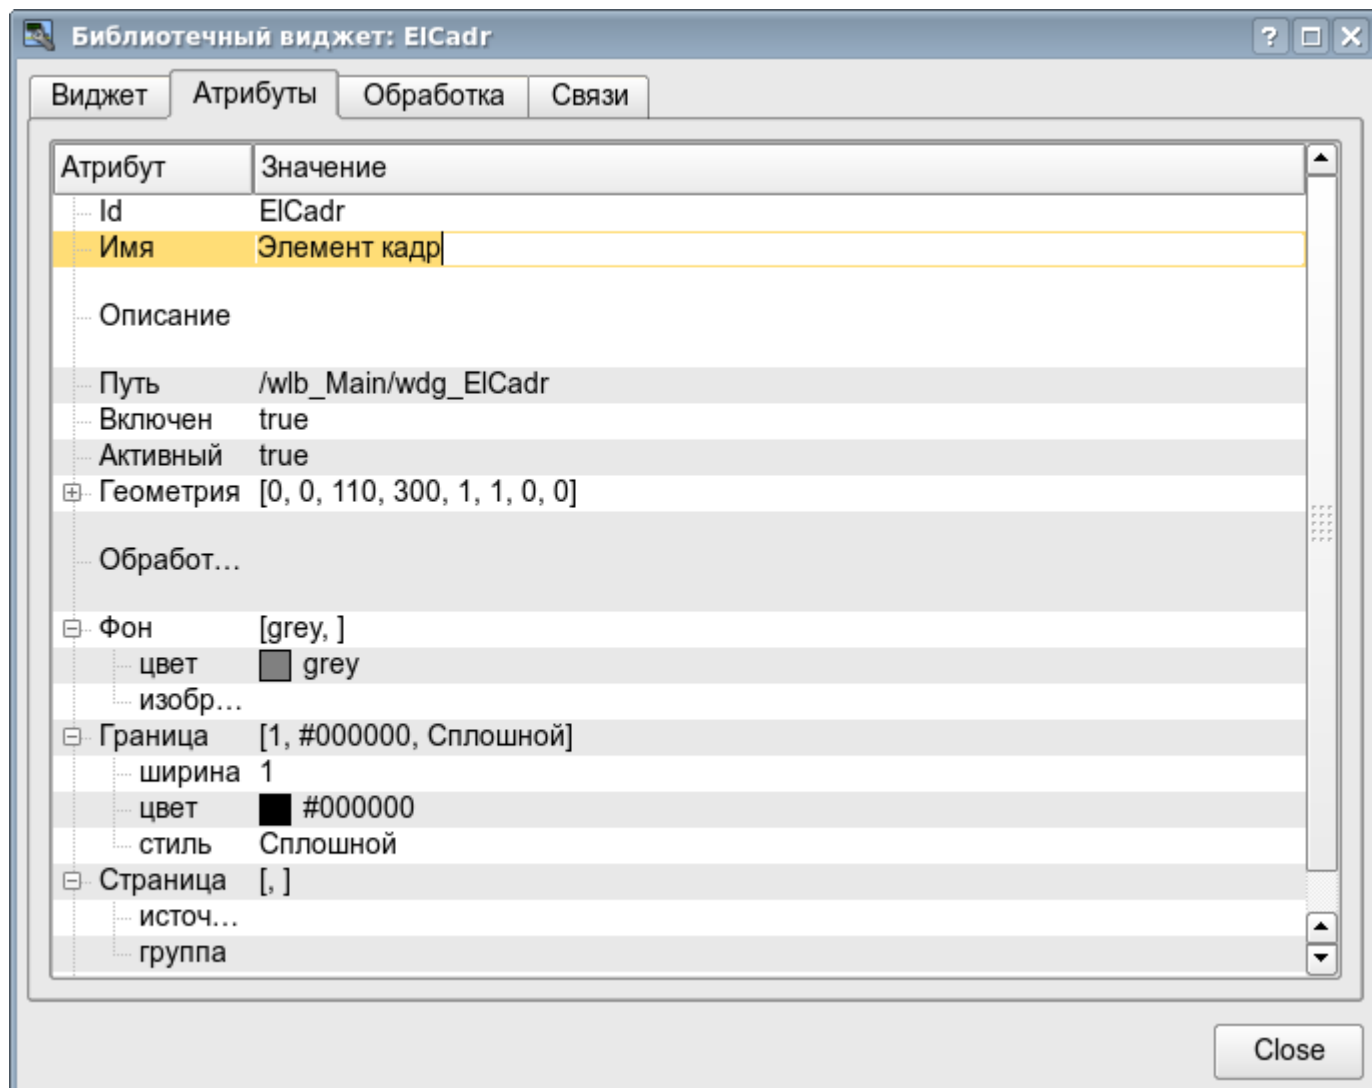 Библиотечный виджет: ElCadr
Виджет Атрибуты Обработка Связи
Атрибут Значение
Id ElCadr
Имя Элемент кадр
Описание
Путь /wlb_Main/wdg_ElCadr
Включен true
Активный true
Геометрия [0, 0, 110, 300, 1, 1, 0, 0]
Обработ...
Фон [grey, ]
цвет grey
изобр...
Граница [1, #000000, Сплошной]
ширина 1
цвет #000000
стиль Сплошной
Страница [, ]
источ...
группа
Close